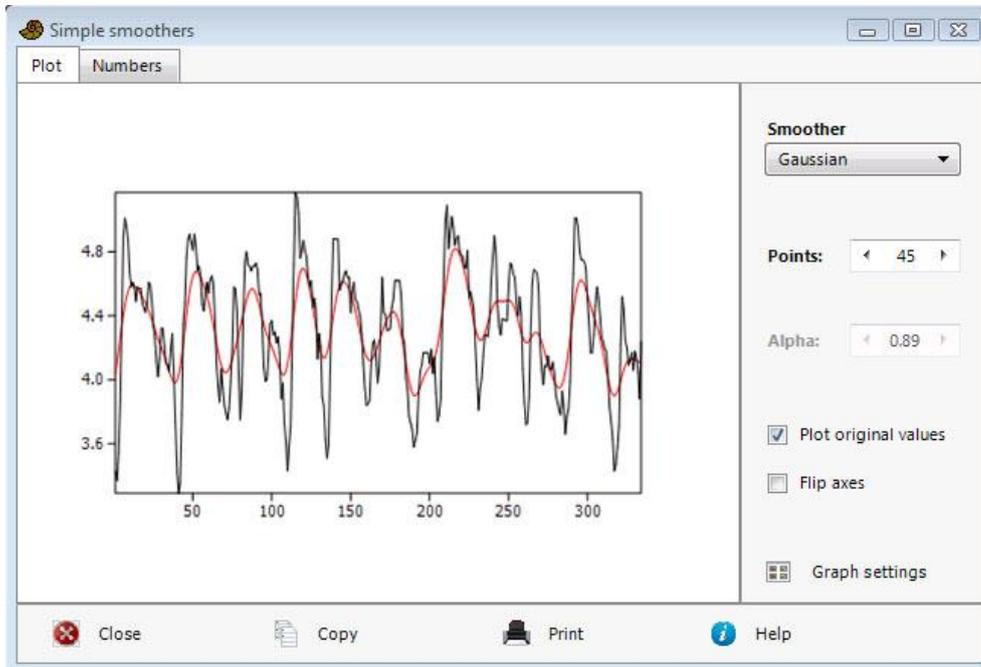 Simple smoothers
Plot Numbers
Smoother
Gaussian
Points: 45
Alpha: 0.89
Plot original values
Flip axes
Graph settings
4.8
4.4
4.0
3.6
50 100 150 200 250 300
Close Copy Print Help